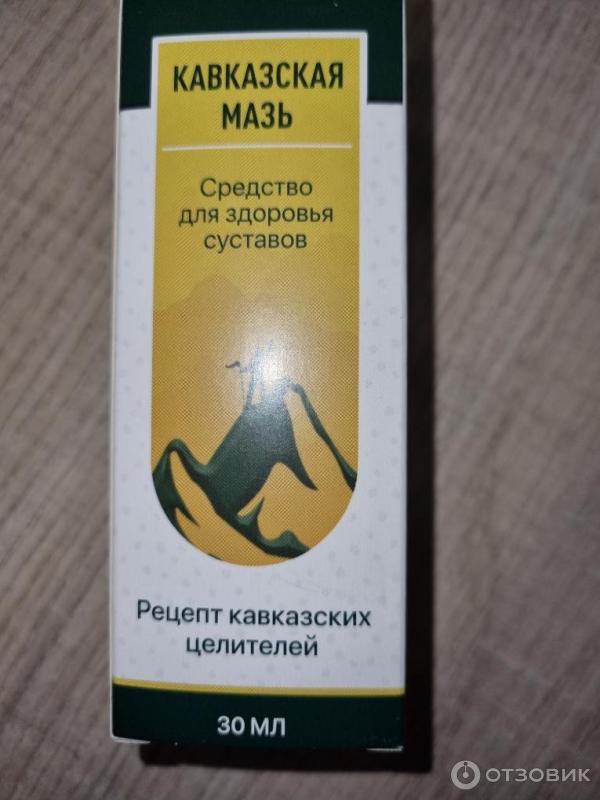 КАВКАЗСКАЯ
МАЗЬ
Средство
для здоровья
суставов
Рецепт кавказских
целителей
30 МЛ
ОТЗОВИК